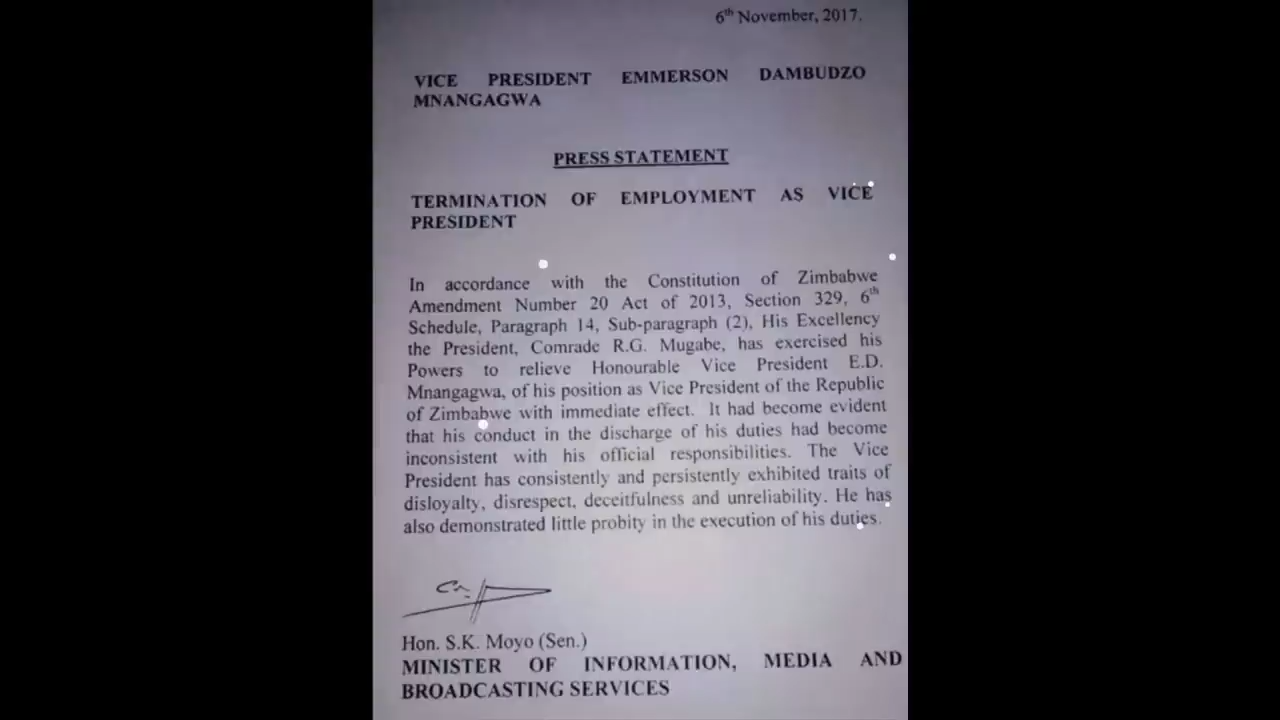 6th November, 2017.
VICE PRESIDENT EMMERSON DAMBUDZO
MNANGAGWA
PRESS STATEMENT
TERMINATION OF EMPLOYMENT AS VICE
PRESIDENT
In accordance with the Constitution of Zimbabwe
Amendment Number 20 Act of 2013, Section 329, 6th
Schedule, Paragraph 14, Sub-paragraph (2), His Excellency
the President, Comrade R.G. Mugabe, has exercised his
Powers to relieve Honourable Vice President E.D.
Mnangagwa, of his position as Vice President of the Republic
of Zimbabwe with immediate effect. It had become evident
that his conduct in the discharge of his duties had become
inconsistent with his official responsibilities. The Vice
President has consistently and persistently exhibited traits of
disloyalty, disrespect, deceitfulness and unreliability. He has
also demonstrated little probity in the execution of his duties.
Hon. S.K. Moyo (Sen.)
MINISTER OF INFORMATION, MEDIA AND
BROADCASTING SERVICES